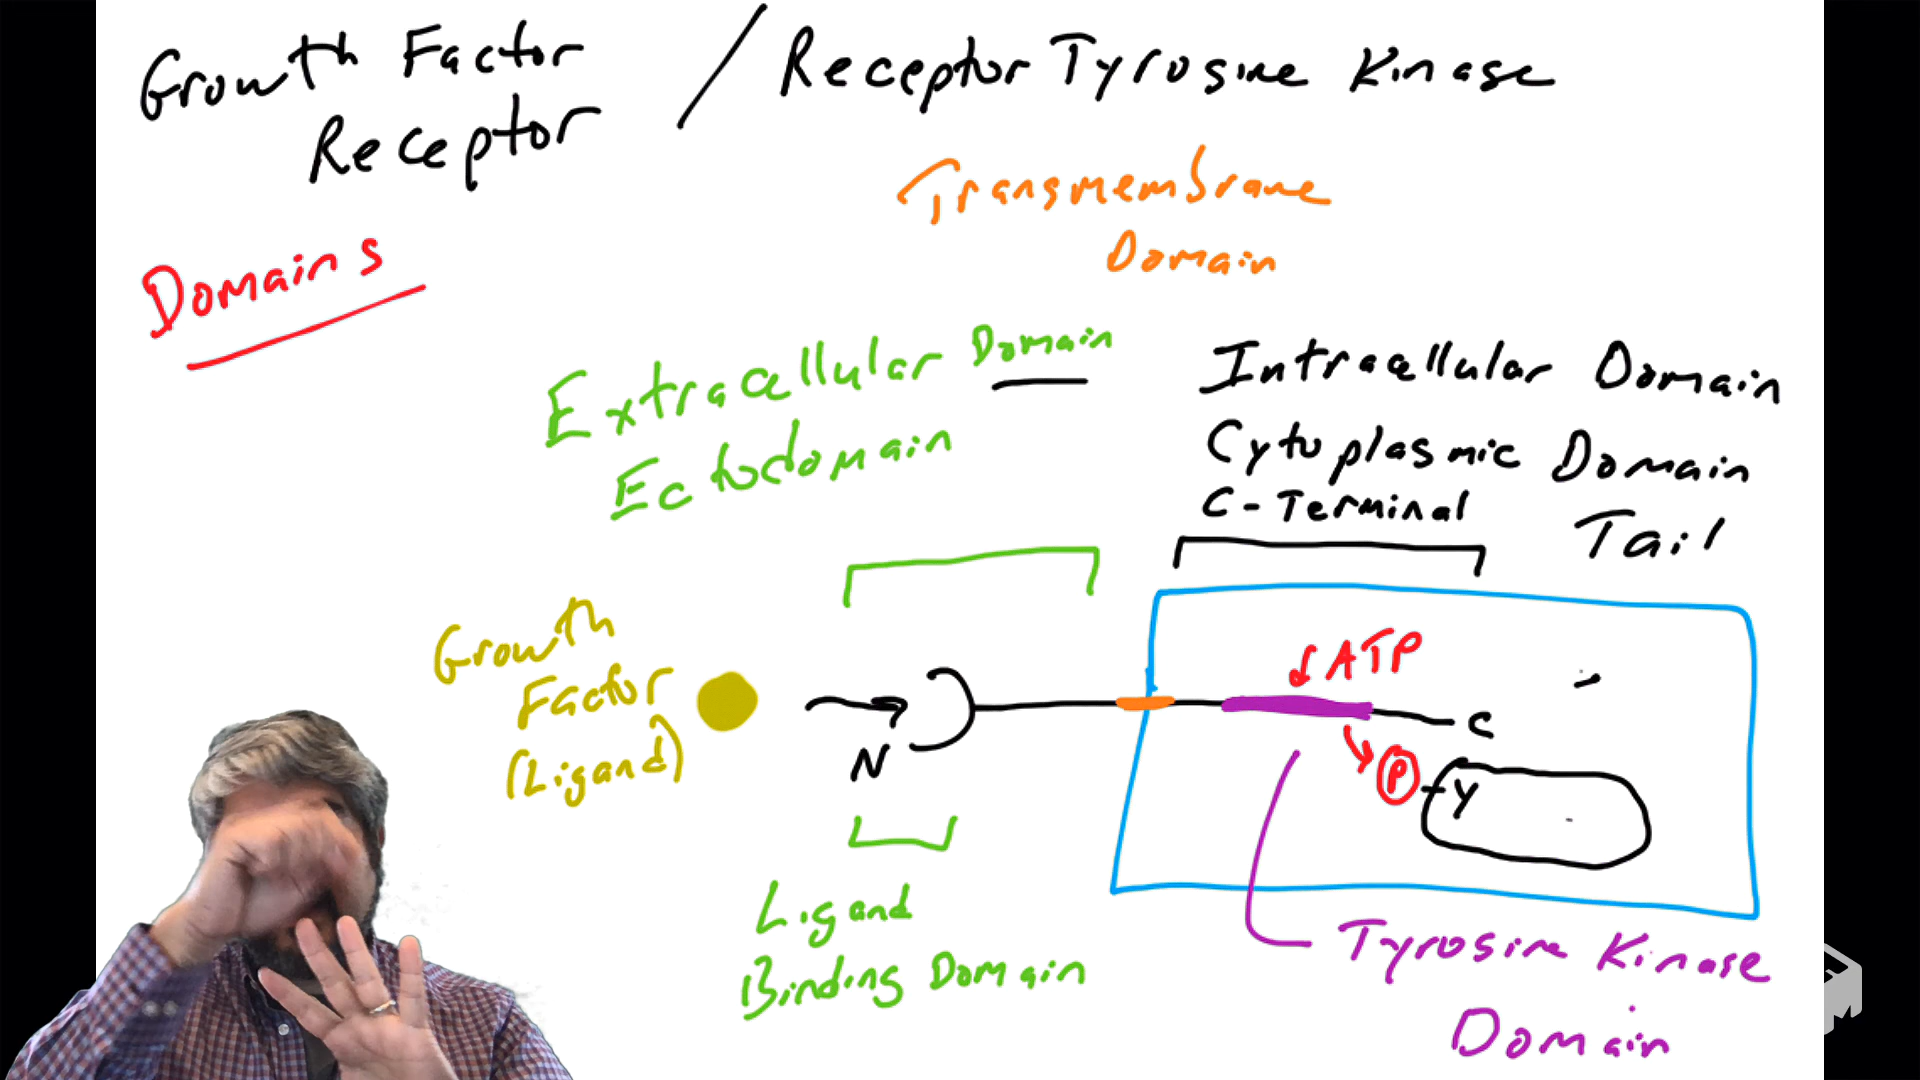 Growth Factor
Receptor
/ Receptor Tyrosine Kinase
Transmembrane
Domain
Domains
Extracellular Domain
Ectodomain
Intracellular Domain
Cytoplasmic Domain
C-Terminal Tail
Growth
Factor
(Ligand)
N
ATP
C
P
Y
Ligand
Binding Domain
Tyrosine Kinase
Domain